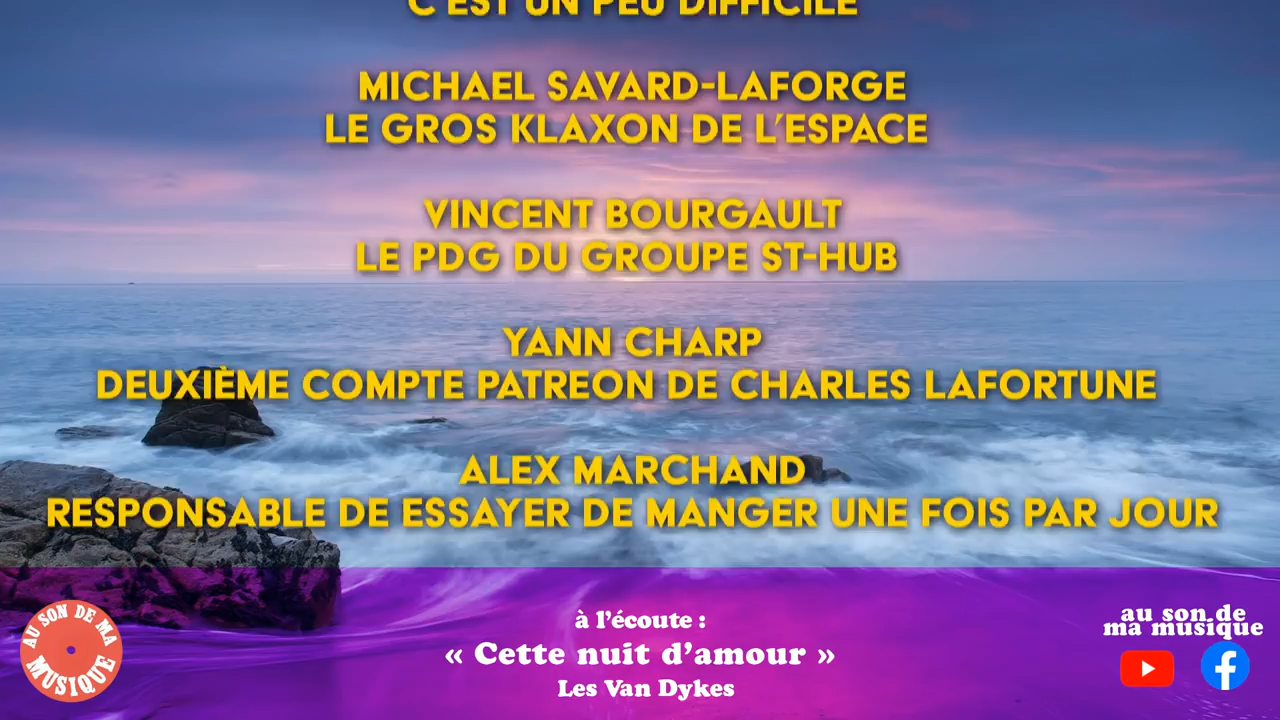 C'EST UN PEU DIFFICILE
MICHAEL SAVARD-LAFORGE
LE GROS KLAXON DE L'ESPACE
VINCENT BOURGAULT
LE PDG DU GROUPE ST-HUB
YANN CHARP
DEUXIÈME COMPTE PATREON DE CHARLES LAFORTUNE
ALEX MARCHAND
RESPONSABLE DE ESSAYER DE MANGER UNE FOIS PAR JOUR
AU SON DE MA
MUSIQUE
à l'écoute :
« Cette nuit d'amour »
Les Van Dykes
au son de
ma musique